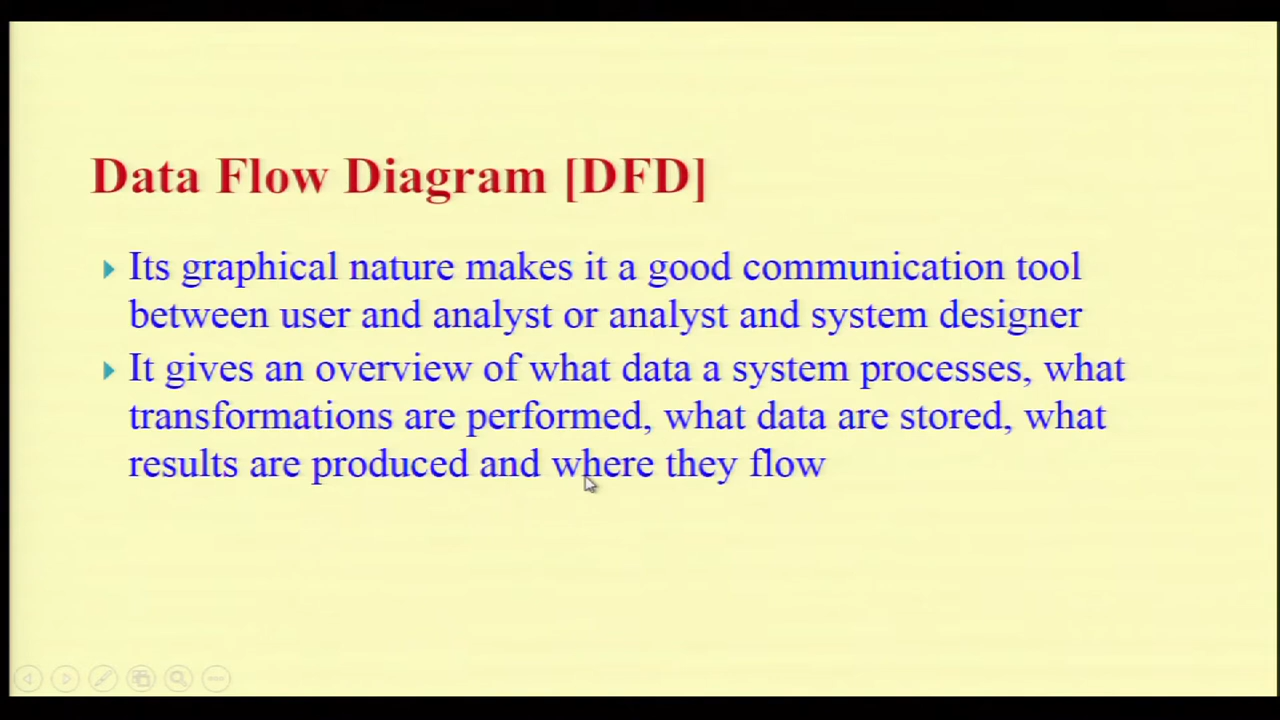 Data Flow Diagram [DFD]
Its graphical nature makes it a good communication tool
between user and analyst or analyst and system designer
It gives an overview of what data a system processes, what
transformations are performed, what data are stored, what
results are produced and where they flow